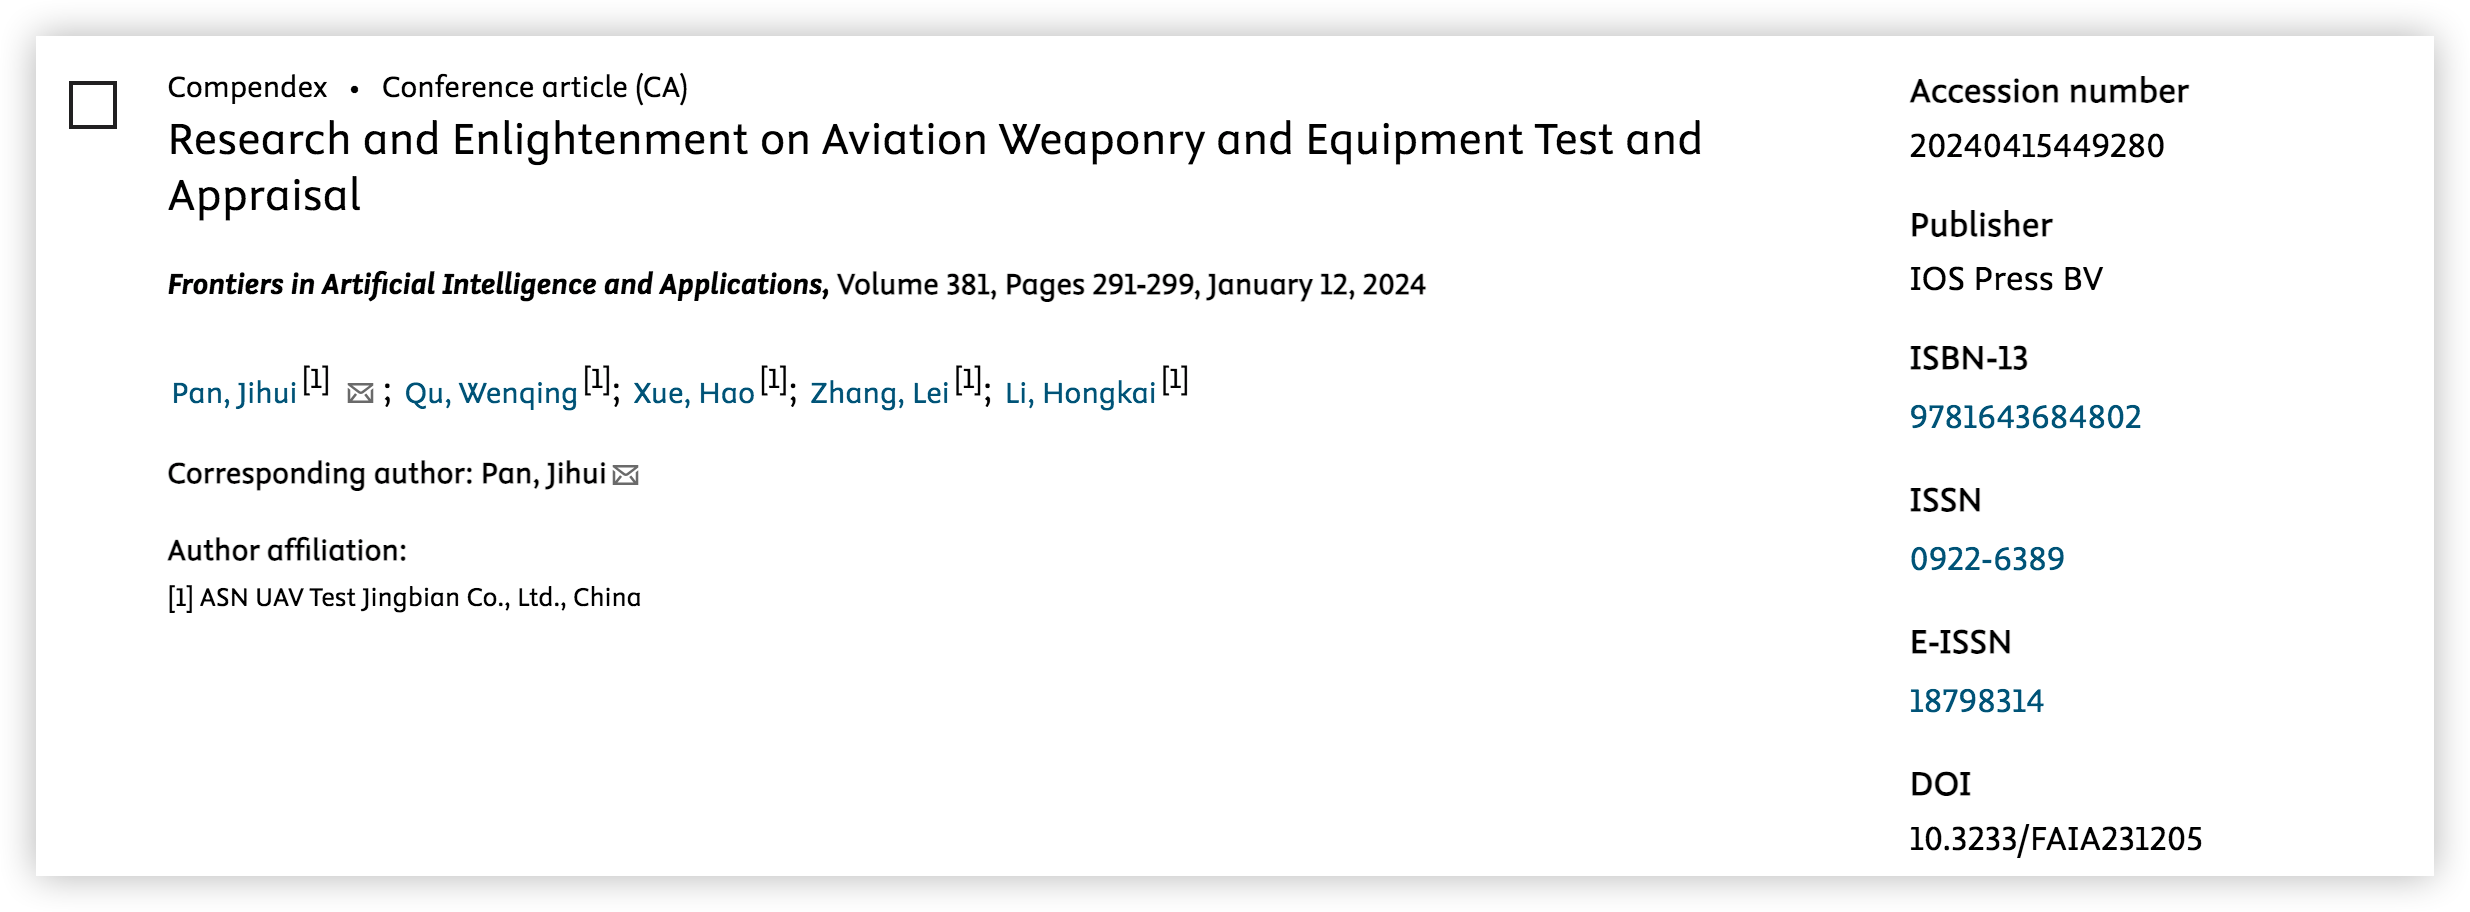 Compendex • Conference article (CA)
Research and Enlightenment on Aviation Weaponry and Equipment Test and
Appraisal
Frontiers in Artificial Intelligence and Applications, Volume 381, Pages 291-299, January 12, 2024
Pan, Jihui [1] ; Qu, Wenqing [1]; Xue, Hao [1]; Zhang, Lei [1]; Li, Hongkai [1]
Corresponding author: Pan, Jihui
Author affiliation:
[1] ASN UAV Test Jingbian Co., Ltd., China
Accession number
20240415449280
Publisher
IOS Press BV
ISBN-13
9781643684802
ISSN
0922-6389
E-ISSN
18798314
DOI
10.3233/FAIA231205